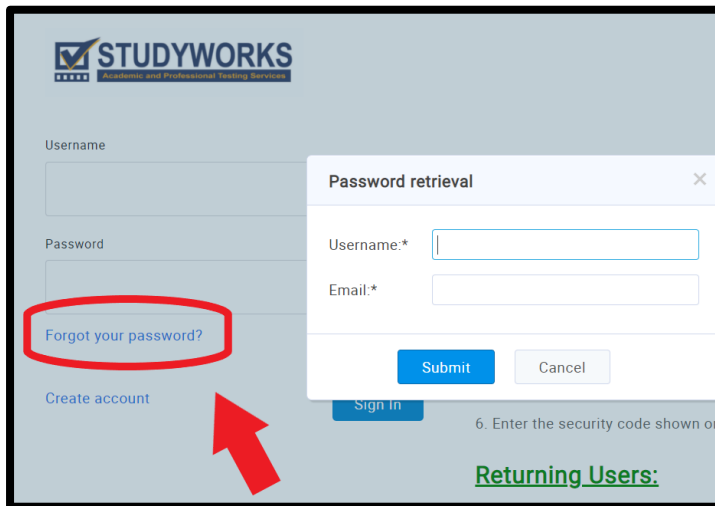 STUDYWORKS
Academic and Professional Testing Services
Username
Password
Forgot your password?
Create account
Sign In
Password retrieval
Username:*
Email:*
Submit Cancel
6. Enter the security code shown
Returning Users: